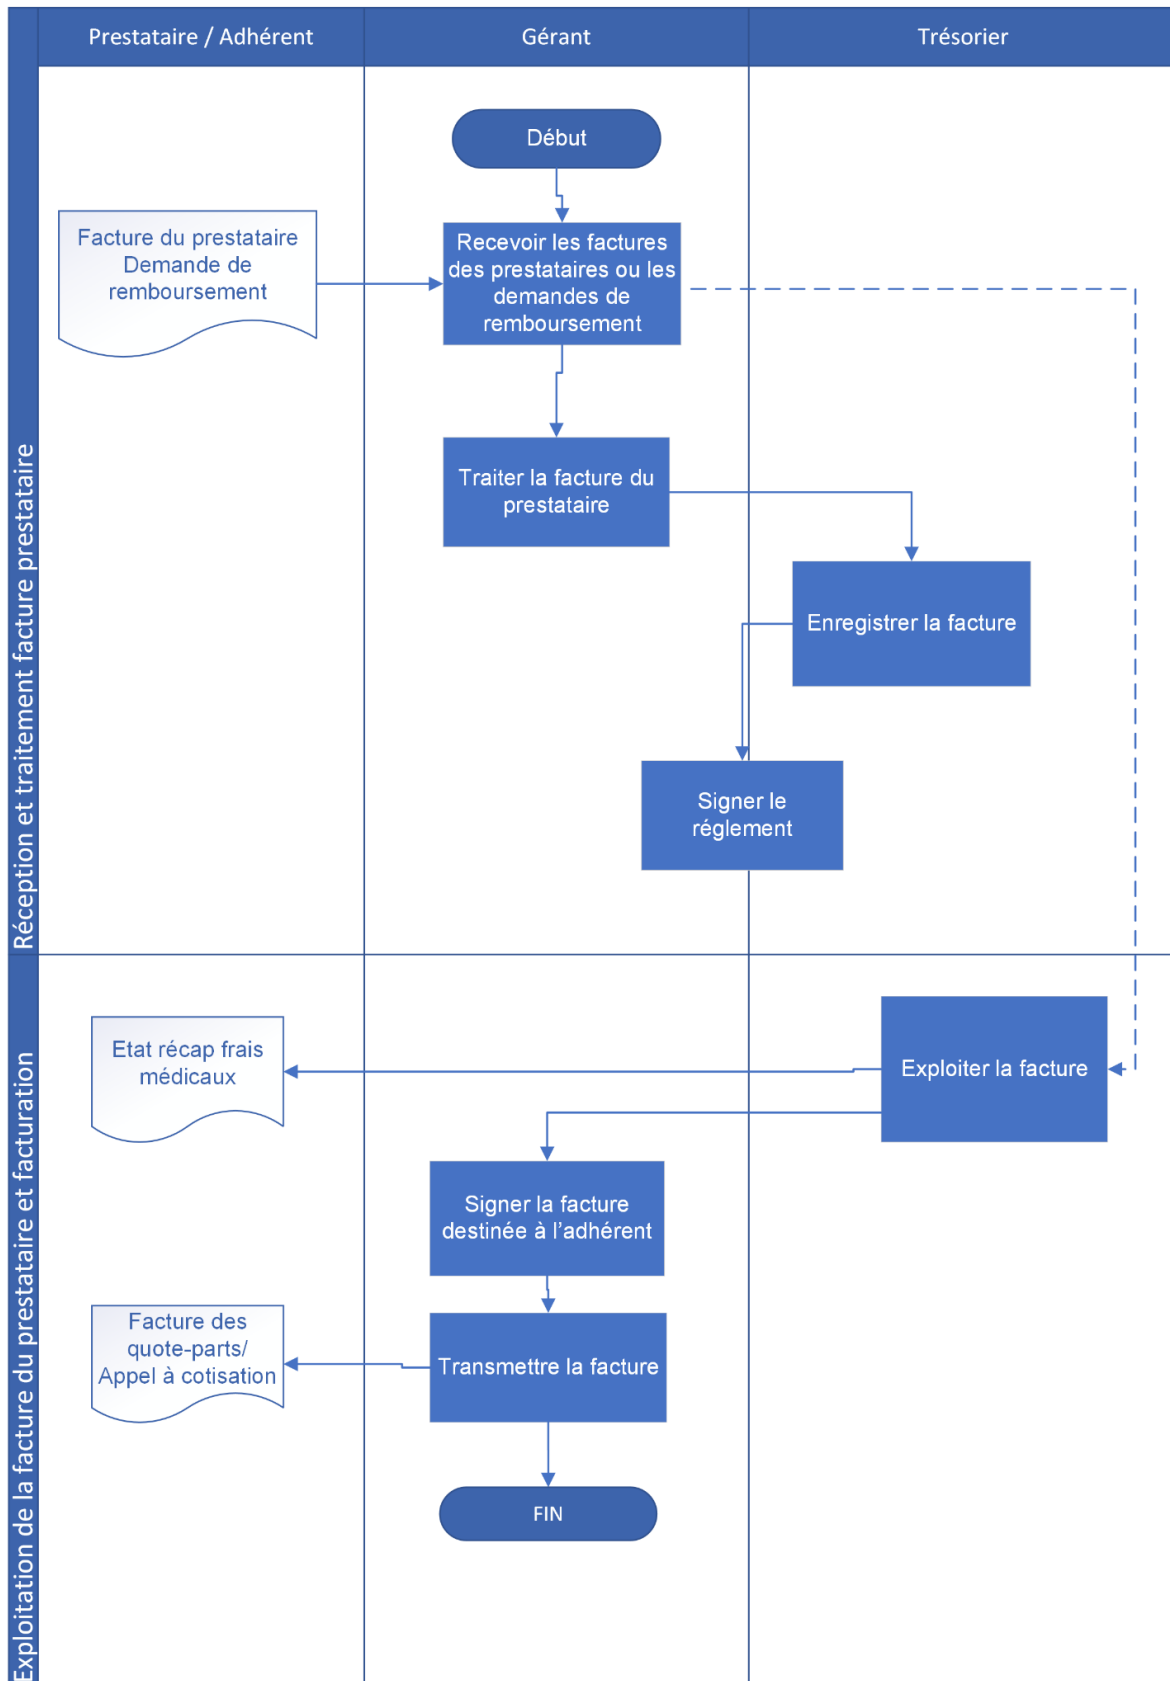 Prestataire / Adhérent
Gérant
Trésorier
Réception et traitement facture prestataire
Début
Facture du prestataire
Demande de
remboursement
Recevoir les factures
des prestataires ou les
demandes de
remboursement
Traiter la facture du
prestataire
Enregistrer la facture
Signer le
réglement
Exploitation de la facture du prestataire et facturation
Etat récap frais
médicaux
Exploiter la facture
Signer la facture
destinée à l’adhérent
Facture des
quote-parts/
Appel à cotisation
Transmettre la facture
FIN